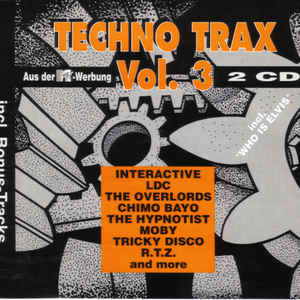 TECHNO TRAX
Aus der MTV-Werbung
Vol. 3
2 CD
incl.
"WHO IS ELVIS
incl. Bonus-Tracks
INTERACTIVE
LDC
THE OVERLORDS
CHIMO BAYO
THE HYPNOTIST
MOBY
TRICKY DISCO
R.T.Z.
and more